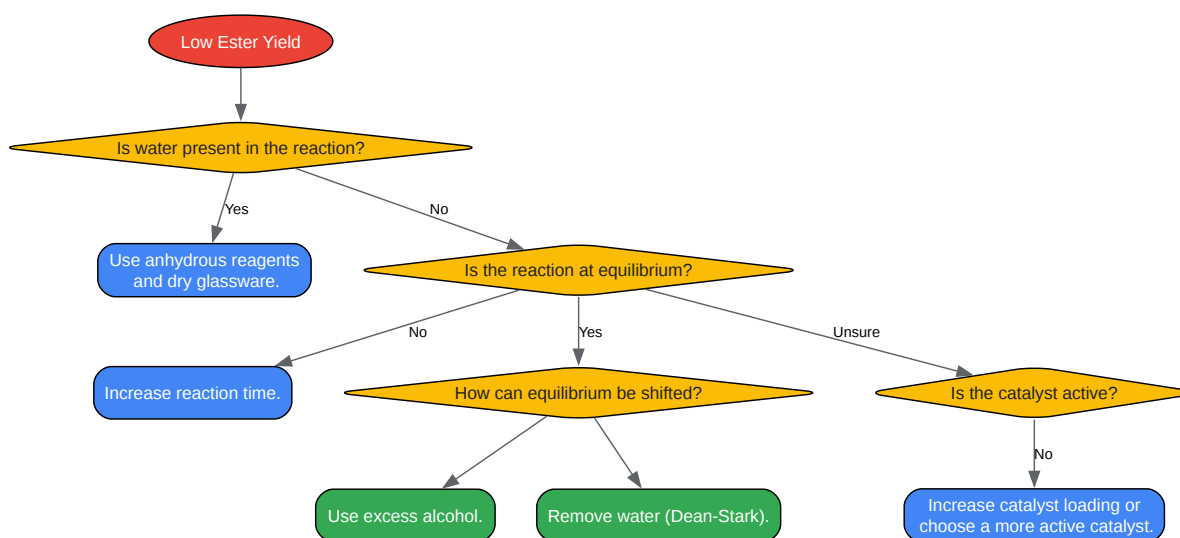 Low Ester Yield
Is water present in the reaction?
Yes
No
Use anhydrous reagents
and dry glassware.
Is the reaction at equilibrium?
No
Yes
Unsure
Increase reaction time.
How can equilibrium be shifted?
Is the catalyst active?
No
Use excess alcohol.
Remove water (Dean-Stark).
Increase catalyst loading or
choose a more active catalyst.